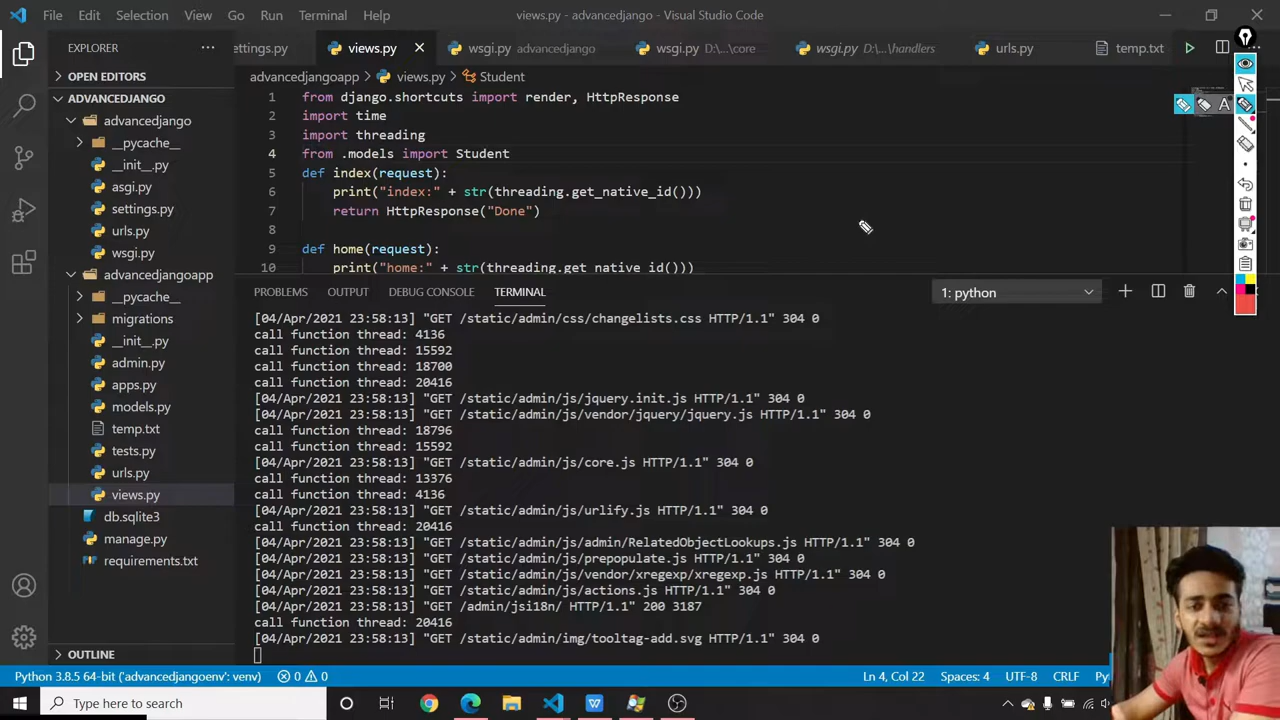 File Edit Selection View Go Run Terminal Help
views.py - advancedjango - Visual Studio Code
EXPLORER
ettings.py views.py wsgi.py advancedjango wsgi.py D:\...\core wsgi.py D:\...\handlers urls.py temp.txt
OPEN EDITORS
ADVANCEDJANGO
advancedjango
__pycache__
__init__.py
asgi.py
settings.py
urls.py
wsgi.py
advancedjangoapp
__pycache__
migrations
__init__.py
admin.py
apps.py
models.py
temp.txt
tests.py
urls.py
views.py
db.sqlite3
manage.py
requirements.txt
OUTLINE
advancedjangoapp > views.py > Student
1 from django.shortcuts import render, HttpResponse
2 import time
3 import threading
4 from .models import Student
5 def index(request):
6 print("index:" + str(threading.get_native_id()))
7 return HttpResponse("Done")
8
9 def home(request):
10 print("home:" + str(threading.get_native_id()))
A
PROBLEMS OUTPUT DEBUG CONSOLE TERMINAL
1: python
[04/Apr/2021 23:58:13] "GET /static/admin/css/changelists.css HTTP/1.1" 304 0
call function thread: 4136
call function thread: 15592
call function thread: 18700
call function thread: 20416
[04/Apr/2021 23:58:13] "GET /static/admin/js/jquery.init.js HTTP/1.1" 304 0
[04/Apr/2021 23:58:13] "GET /static/admin/js/vendor/jquery/jquery.js HTTP/1.1" 304 0
call function thread: 18796
call function thread: 15592
[04/Apr/2021 23:58:13] "GET /static/admin/js/core.js HTTP/1.1" 304 0
call function thread: 13376
call function thread: 4136
[04/Apr/2021 23:58:13] "GET /static/admin/js/urlify.js HTTP/1.1" 304 0
call function thread: 20416
[04/Apr/2021 23:58:13] "GET /static/admin/js/admin/RelatedObjectLookups.js HTTP/1.1" 304 0
[04/Apr/2021 23:58:13] "GET /static/admin/js/prepopulate.js HTTP/1.1" 304 0
[04/Apr/2021 23:58:13] "GET /static/admin/js/vendor/xregexp/xregexp.js HTTP/1.1" 304 0
[04/Apr/2021 23:58:13] "GET /static/admin/js/actions.js HTTP/1.1" 304 0
[04/Apr/2021 23:58:13] "GET /admin/jsi18n/ HTTP/1.1" 200 3187
call function thread: 20416
[04/Apr/2021 23:58:13] "GET /static/admin/img/tooltag-add.svg HTTP/1.1" 304 0
Python 3.8.5 64-bit ('advancedjangoenv': venv) 0 0
Ln 4, Col 22 Spaces: 4 UTF-8 CRLF Py
Type here to search